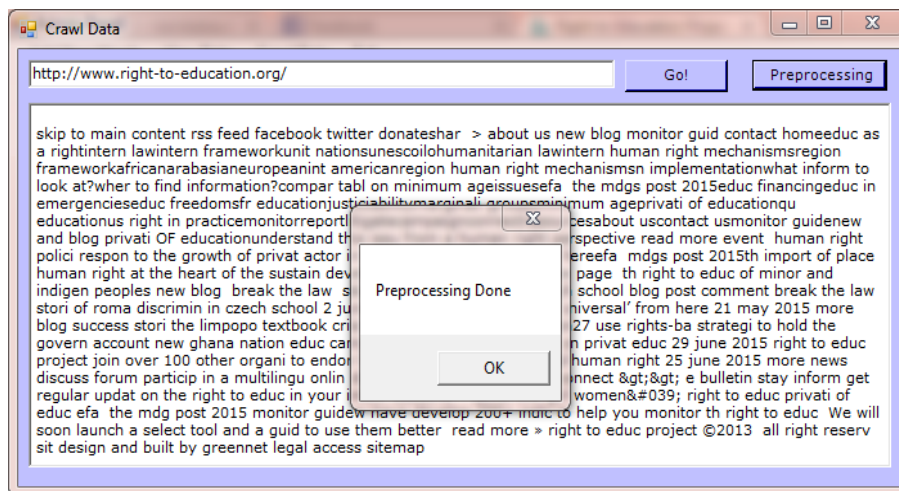 Crawl Data
http://www.right-to-education.org/
Go!
Preprocessing
skip to main content rss feed facebook twitter donateshar > about us new blog monitor guid contact homeeduc as
a rightintern lawintern frameworkunit nationsunescoilohumanitarian lawintern human right mechanismsregion
frameworkafricanarabasianeuropeanint americanregion human right mechanismsn implementationwhat inform to
look at?wher to find information?compar tabl on minimum ageissuesefa the mdgs post 2015educ financingeduc in
emergencieseduc freedomsfr educationjusticiabilitymarginali groupsminimum ageprivati of educationqu
educationus right in practicemonitorreportl cesabout uscontact usmonitor guidenew
and blog privati OF educationunderstand th rspective read more event human right
polici respon to the growth of privat actor i ereefa mdgs post 2015th import of place
human right at the heart of the sustain dev page th right to educ of minor and
indigen peoples new blog break the law s school blog post comment break the law
stori of roma discrimin in czech school 2 ju niversal’ from here 21 may 2015 more
blog success stori the limpopo textbook cri 27 use rights-ba strategi to hold the
govern account new ghana nation educ car n privat educ 29 june 2015 right to educ
project join over 100 other organi to endor human right 25 june 2015 more news
discuss forum particip in a multilingu onlin onnect &gt;&gt; e bulletin stay inform get
regular updat on the right to educ in your i women&#039; right to educ privati of
educ efa the mdg post 2015 monitor guidew have develop 200+ indic to help you monitor th right to educ We will
soon launch a select tool and a guid to use them better read more » right to educ project ©2013 all right reserv
sit design and built by greennet legal access sitemap
Preprocessing Done
OK